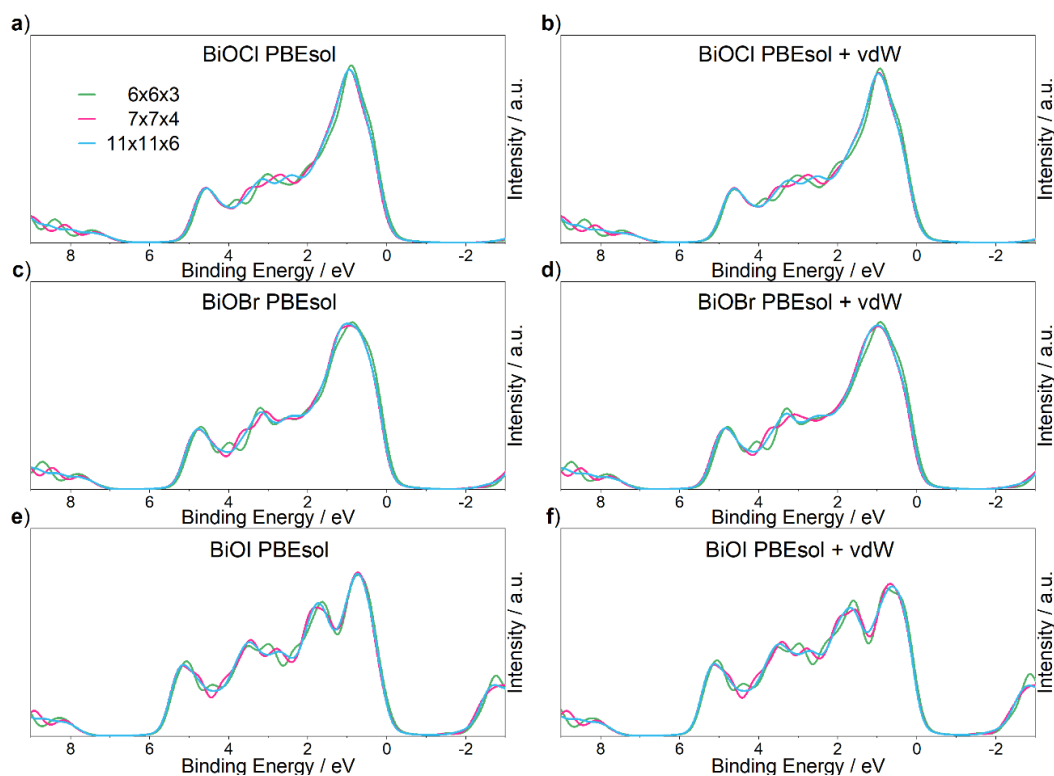 a)
BiOCl PBEsol
6x6x3
7x7x4
11x11x6
Intensity / a.u.
8 6 4 2 0 -2
Binding Energy / eV
b)
BiOCl PBEsol + vdW
Intensity / a.u.
8 6 4 2 0 -2
Binding Energy / eV
c)
BiOBr PBEsol
Intensity / a.u.
8 6 4 2 0 -2
Binding Energy / eV
d)
BiOBr PBEsol + vdW
Intensity / a.u.
8 6 4 2 0 -2
Binding Energy / eV
e)
BiOI PBEsol
Intensity / a.u.
8 6 4 2 0 -2
Binding Energy / eV
f)
BiOI PBEsol + vdW
Intensity / a.u.
8 6 4 2 0 -2
Binding Energy / eV